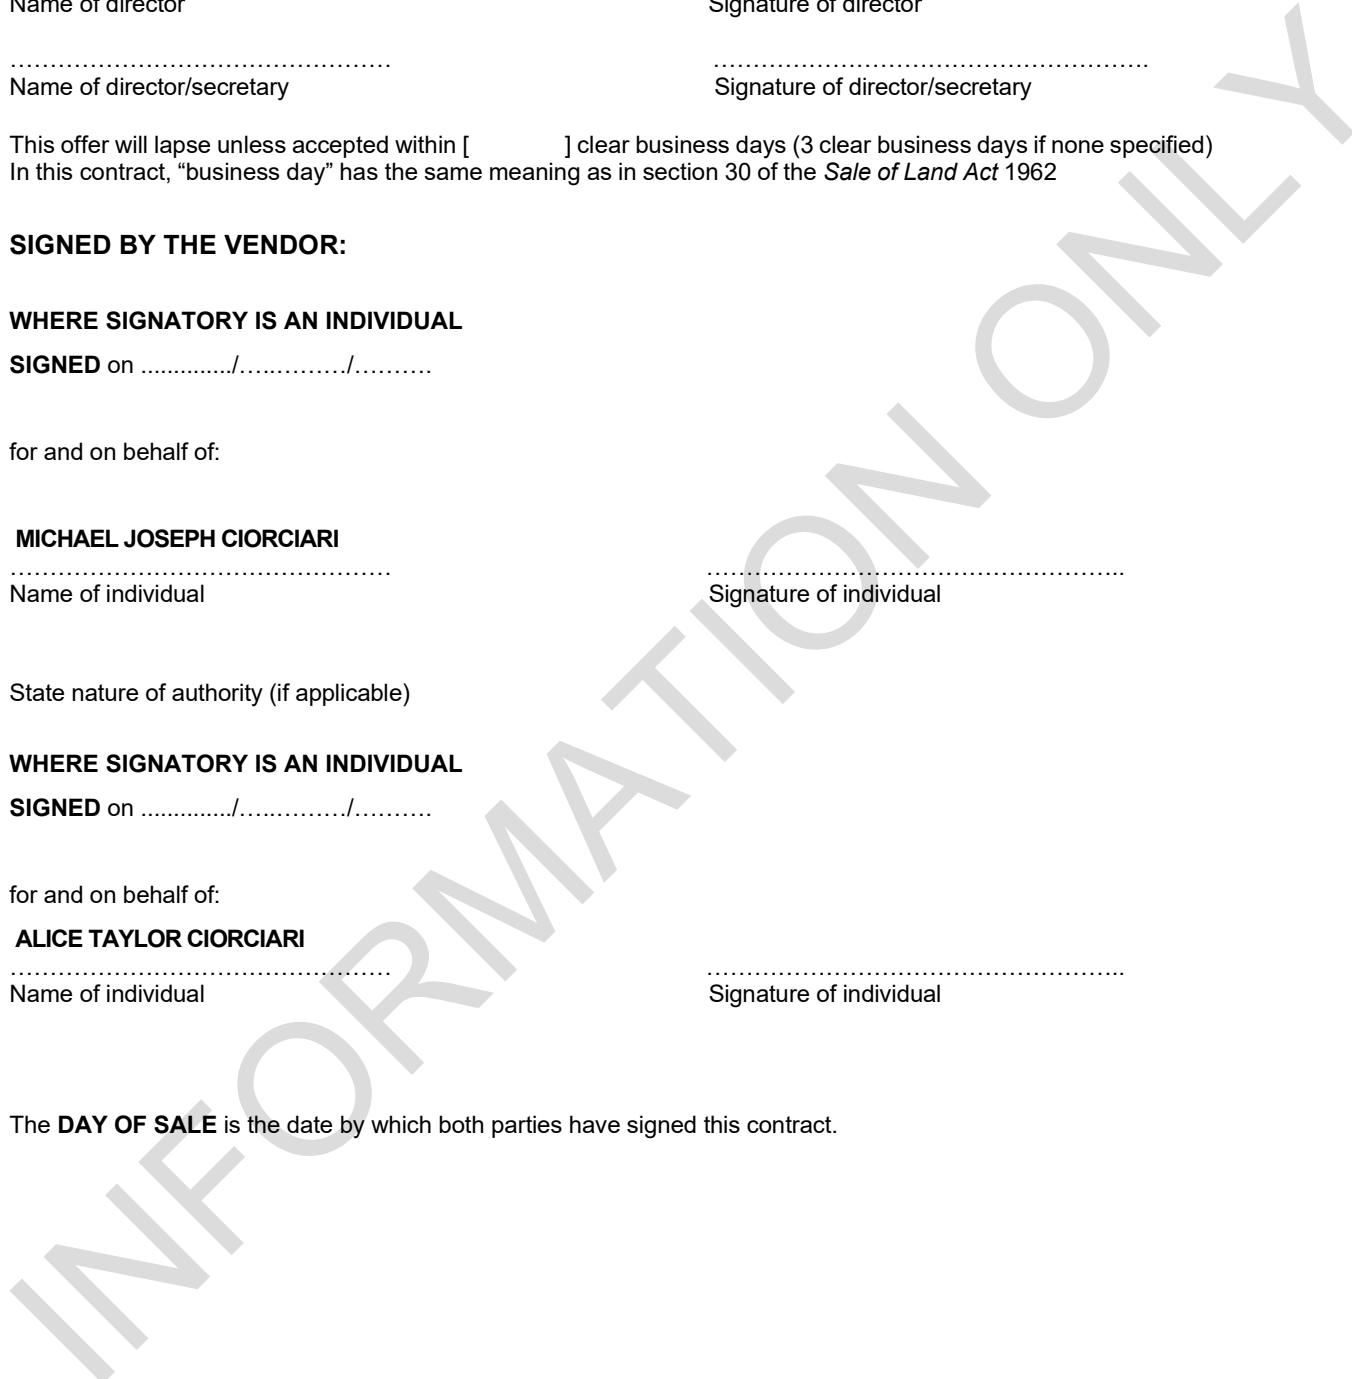 Name of director Signature of director
…………………………………………… ……………………………………………….
Name of director/secretary Signature of director/secretary
This offer will lapse unless accepted within [ ] clear business days (3 clear business days if none specified)
In this contract, “business day” has the same meaning as in section 30 of the Sale of Land Act 1962
SIGNED BY THE VENDOR:
WHERE SIGNATORY IS AN INDIVIDUAL
SIGNED on ............../…..………/……….
for and on behalf of:
MICHAEL JOSEPH CIORCIARI
………………………………………… ……………………………………………..
Name of individual Signature of individual
State nature of authority (if applicable)
WHERE SIGNATORY IS AN INDIVIDUAL
SIGNED on ............../…..………/……….
for and on behalf of:
ALICE TAYLOR CIORCIARI
………………………………………… ……………………………………………..
Name of individual Signature of individual
The DAY OF SALE is the date by which both parties have signed this contract.
INFORMATION ONLY